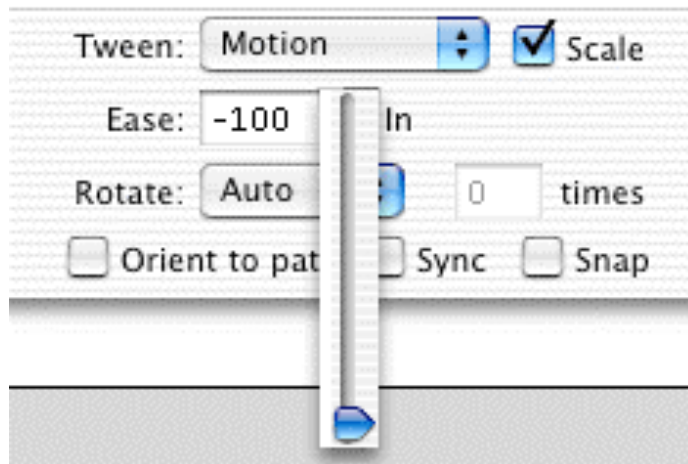 Tween: Motion Scale
Ease: -100 In
Rotate: Auto 0 times
Orient to pat Sync Snap